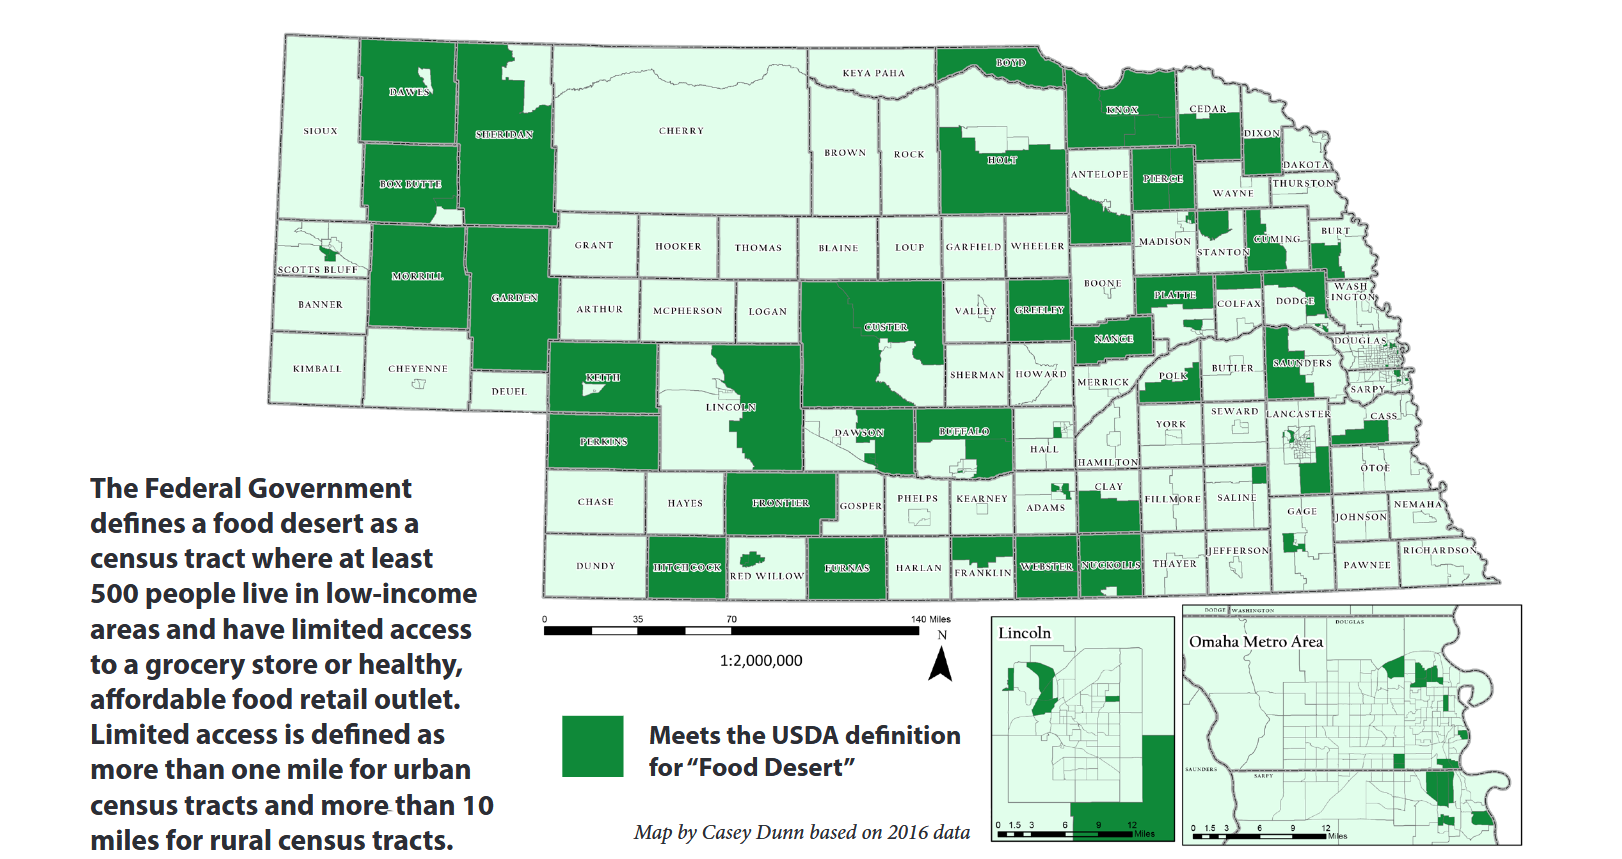 BOYD
KEYA PAHA
DAWES
KNOX
CEDAR
SIOUX
SHERIDAN
CHERRY
DIXON
BROWN
ROCK
HOLT
DAKOTA
ANTELOPE
BOX BUTTE
PIERCE
WAYNE
THURSTON
GRANT
HOOKER
THOMAS
BLAINE
LOUP
GARFIELD
WHEELER
MADISON
STANTON
CUMING
BURT
SCOTTS BLUFF
MORRILL
GARDEN
BOONE
PLATTE
COLFAX
DODGE
WASH
INGTON
BANNER
ARTHUR
MCPHERSON
LOGAN
CUSTER
VALLEY
GREELEY
NANCE
DOUGLAS
KIMBALL
CHEYENNE
DEUEL
KEITH
LINCOLN
SHERMAN
HOWARD
MERRICK
POLK
BUTLER
SAUNDERS
SARPY
PERKINS
DAWSON
BUFFALO
HALL
HAMILTON
YORK
SEWARD
LANCASTER
CASS
OTOE
CHASE
HAYES
FRONTIER
GOSPER
PHELPS
KEARNEY
ADAMS
CLAY
FILLMORE
SALINE
GAGE
JOHNSON
NEMAHA
DUNDY
HITCHCOCK
RED WILLOW
FURNAS
HARLAN
FRANKLIN
WEBSTER
NUCKOLLS
THAYER
JEFFERSON
PAWNEE
RICHARDSON
The Federal Government
defines a food desert as a
census tract where at least
500 people live in low-income
areas and have limited access
to a grocery store or healthy,
affordable food retail outlet.
Limited access is defined as
more than one mile for urban
census tracts and more than 10
miles for rural census tracts.
0 35 70 140 Miles
1:2,000,000
N
Meets the USDA definition
for “Food Desert”
Map by Casey Dunn based on 2016 data
Lincoln
0 1.5 3 6 9 12
Miles
DODGE WASHINGTON
DOUGLAS
Omaha Metro Area
SAUNDERS
SARPY
0 1.5 3 6 9 12
Miles